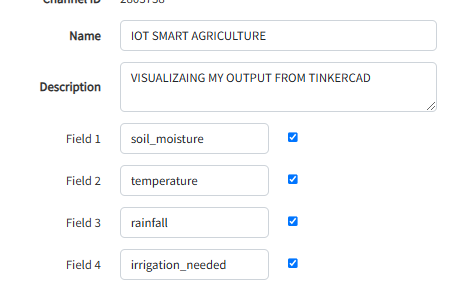 Channel ID 2803758
Name IOT SMART AGRICULTURE
Description VISUALIZAING MY OUTPUT FROM TINKERCAD
Field 1 soil_moisture
Field 2 temperature
Field 3 rainfall
Field 4 irrigation_needed